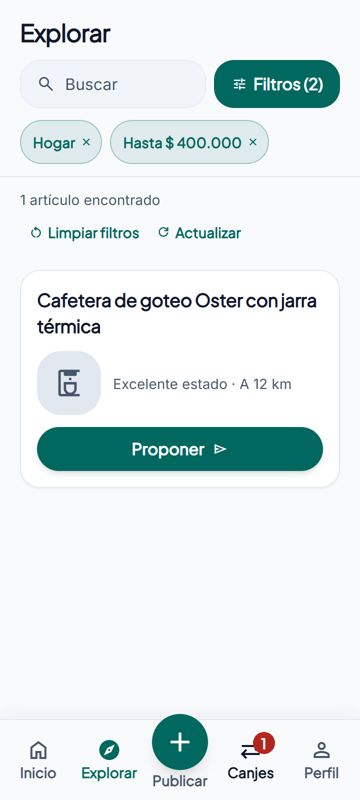 Explorar
Buscar
Filtros (2)
Hogar ×
Hasta $ 400.000 ×
1 artículo encontrado
Limpiar filtros
Actualizar
Cafetera de goteo Oster con jarra
térmica
Excelente estado · A 12 km
Proponer
1
Inicio
Explorar
Publicar
Canjes
Perfil